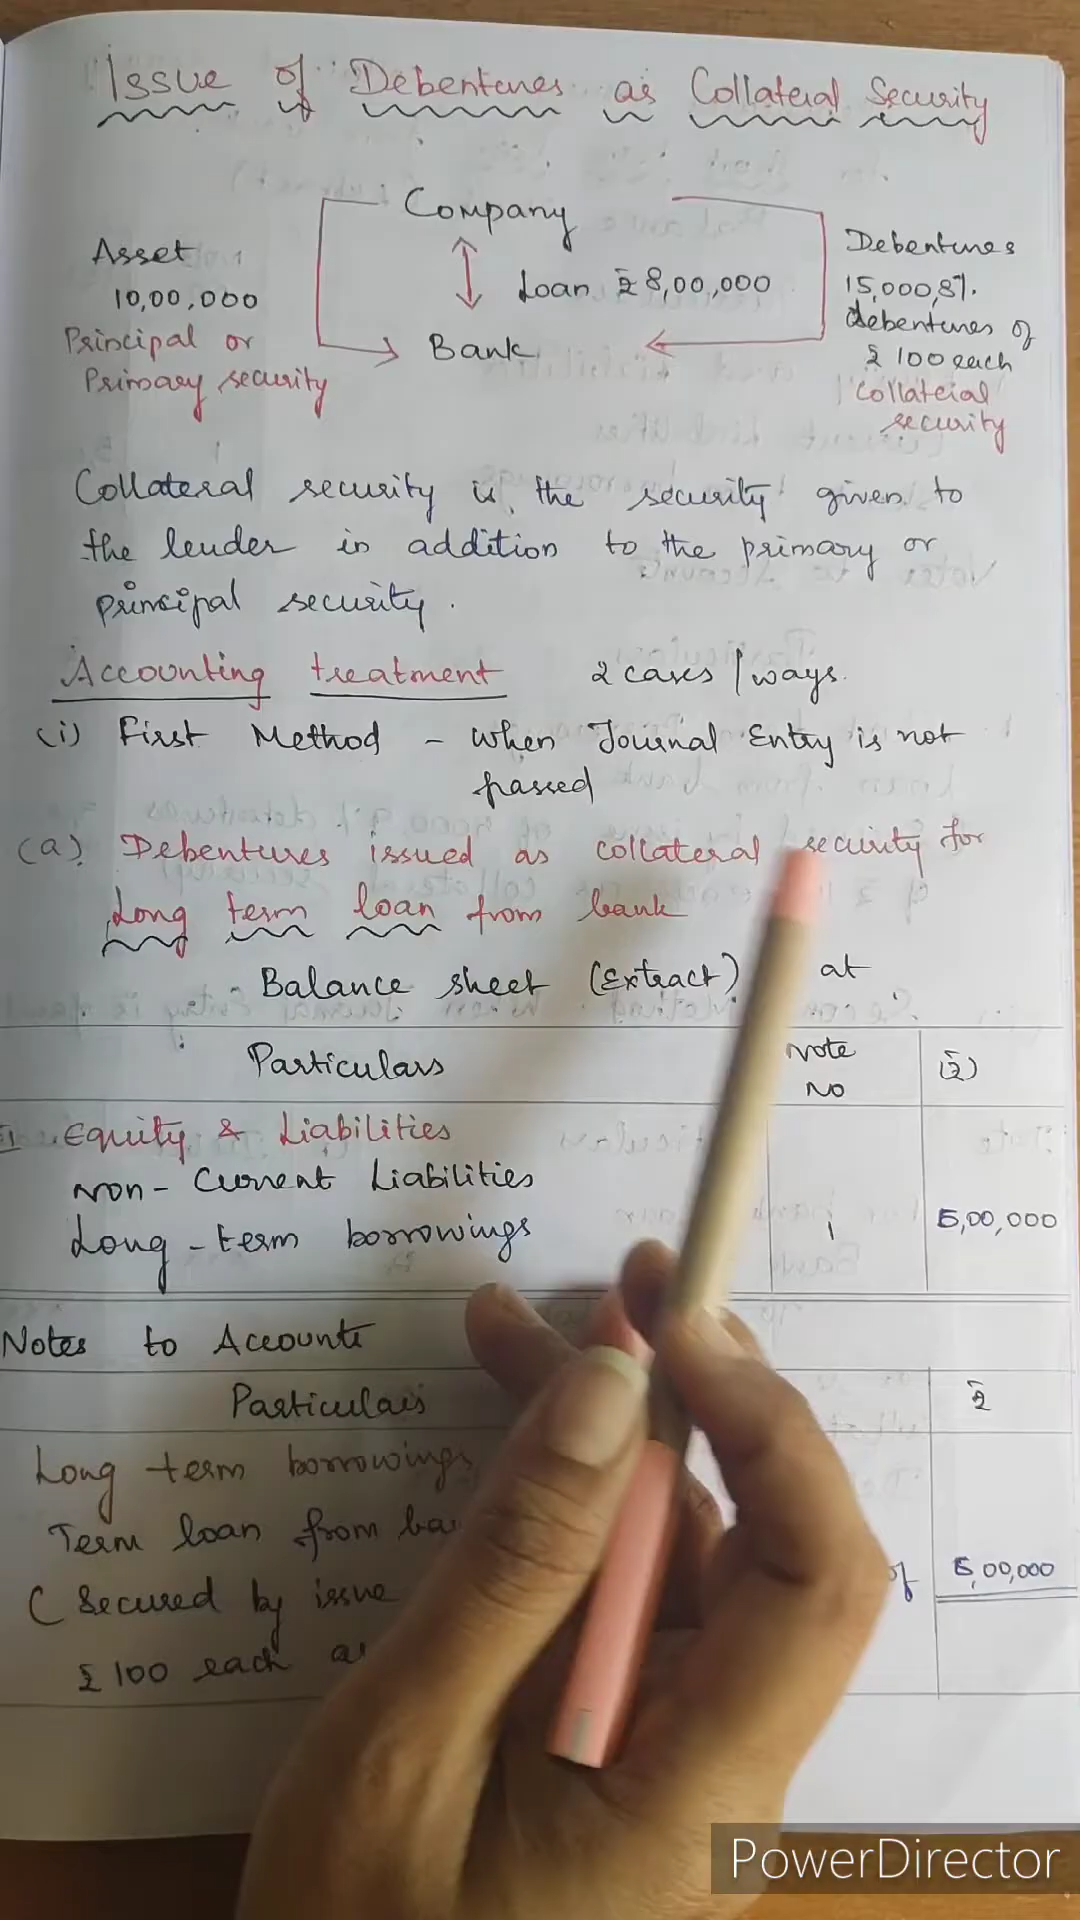 Issue of Debentures as Collateral Security
Company
Asset
10,00,000
Principal or
Primary security
Loan ₹ 8,00,000
Bank
Debentures
15,000, 8%.
debentures of
₹ 100 each
Collateral
security
Collateral security is the security given to
the lender in addition to the primary or
principal security.
Accounting treatment 2 cases / ways.
(i) First Method - When Journal Entry is not
passed
(a). Debentures issued as collateral security for
Long term loan from bank
Balance sheet (Extract) at
Particulars Note No (₹)
I Equity & Liabilities
Non-Current Liabilities
Long-term borrowings 1 5,00,000
Notes to Accounts
Particulars ₹
Long term borrowings
Term loan from
(Secured by issue of 5,00,000
₹ 100 each
PowerDirector